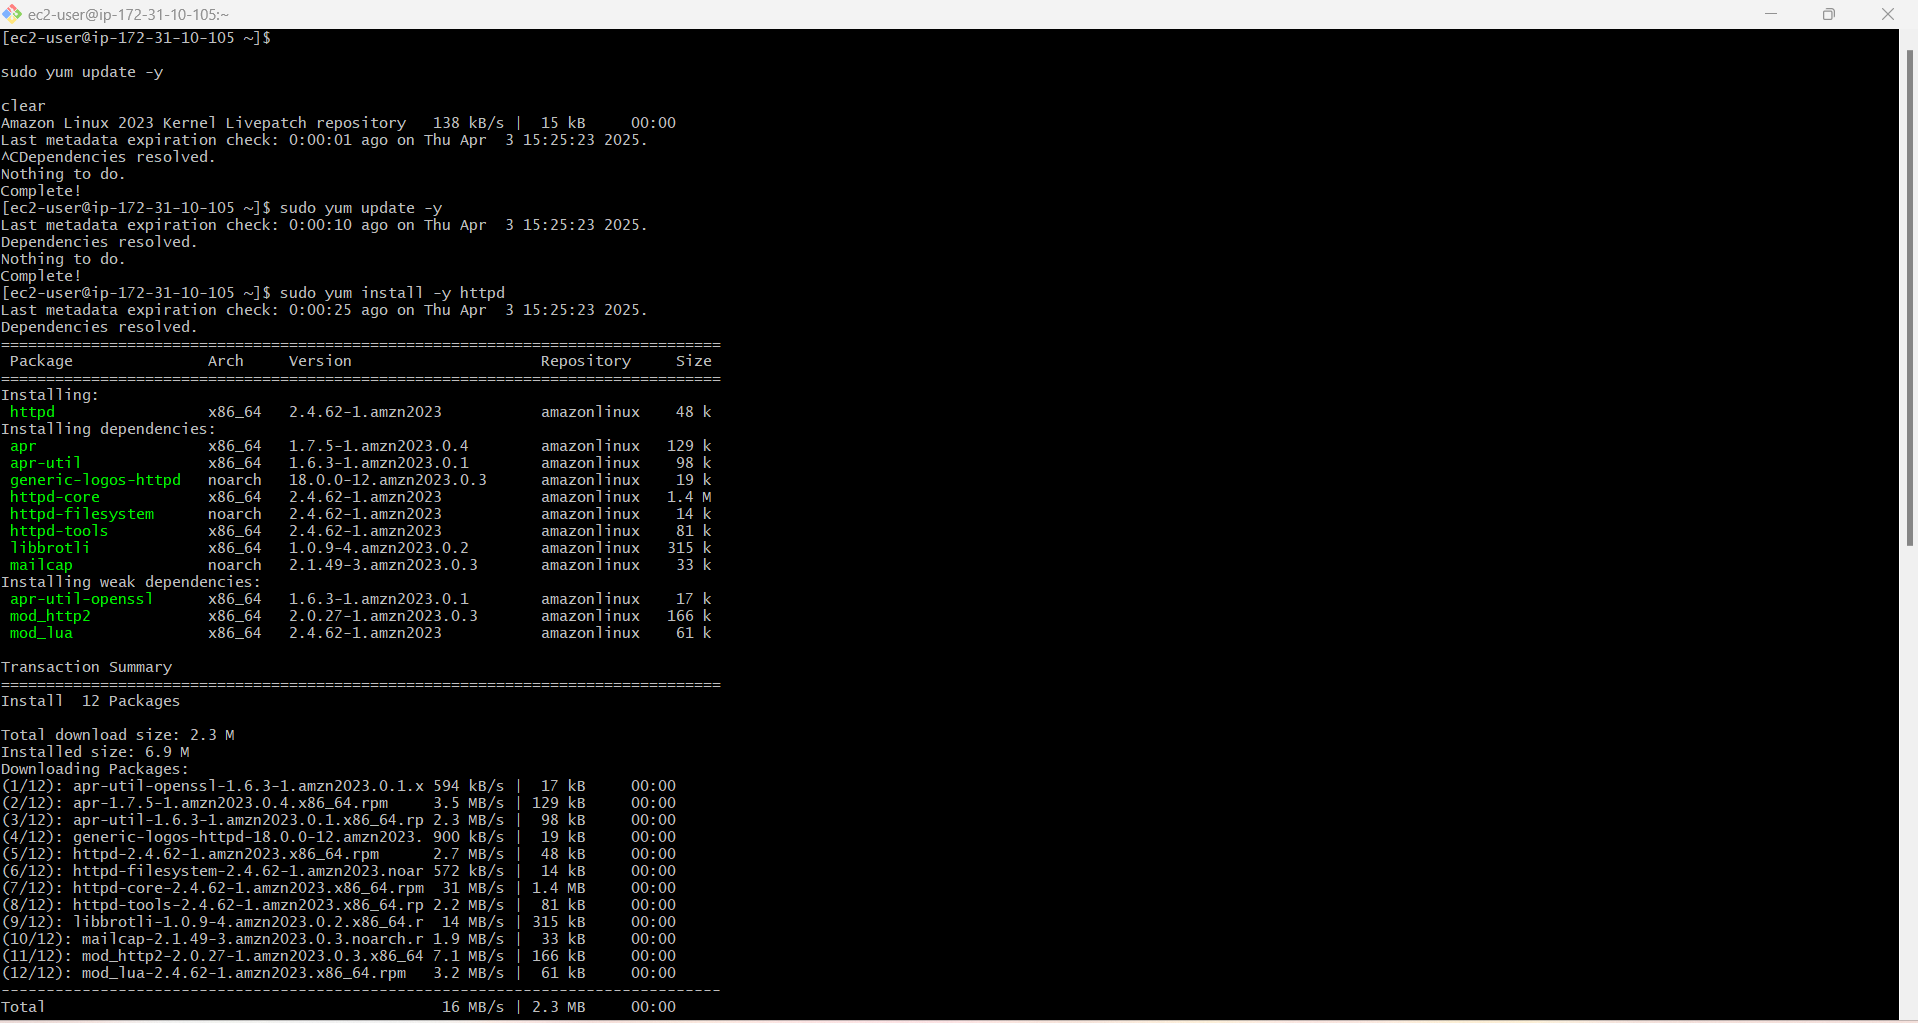 ec2-user@ip-172-31-10-105:~
[ec2-user@ip-172-31-10-105 ~]$
sudo yum update -y
clear
Amazon Linux 2023 Kernel Livepatch repository   138 kB/s |  15 kB     00:00
Last metadata expiration check: 0:00:01 ago on Thu Apr  3 15:25:23 2025.
^CDependencies resolved.
Nothing to do.
Complete!
[ec2-user@ip-172-31-10-105 ~]$ sudo yum update -y
Last metadata expiration check: 0:00:10 ago on Thu Apr  3 15:25:23 2025.
Dependencies resolved.
Nothing to do.
Complete!
[ec2-user@ip-172-31-10-105 ~]$ sudo yum install -y httpd
Last metadata expiration check: 0:00:25 ago on Thu Apr  3 15:25:23 2025.
Dependencies resolved.
================================================================================
 Package               Arch     Version                     Repository     Size
================================================================================
Installing:
 httpd                 x86_64   2.4.62-1.amzn2023           amazonlinux    48 k
Installing dependencies:
 apr                   x86_64   1.7.5-1.amzn2023.0.4        amazonlinux   129 k
 apr-util              x86_64   1.6.3-1.amzn2023.0.1        amazonlinux    98 k
 generic-logos-httpd   noarch   18.0.0-12.amzn2023.0.3      amazonlinux    19 k
 httpd-core            x86_64   2.4.62-1.amzn2023           amazonlinux   1.4 M
 httpd-filesystem      noarch   2.4.62-1.amzn2023           amazonlinux    14 k
 httpd-tools           x86_64   2.4.62-1.amzn2023           amazonlinux    81 k
 libbrotli             x86_64   1.0.9-4.amzn2023.0.2        amazonlinux   315 k
 mailcap               noarch   2.1.49-3.amzn2023.0.3       amazonlinux    33 k
Installing weak dependencies:
 apr-util-openssl      x86_64   1.6.3-1.amzn2023.0.1        amazonlinux    17 k
 mod_http2             x86_64   2.0.27-1.amzn2023.0.3       amazonlinux   166 k
 mod_lua               x86_64   2.4.62-1.amzn2023           amazonlinux    61 k
Transaction Summary
================================================================================
Install  12 Packages
Total download size: 2.3 M
Installed size: 6.9 M
Downloading Packages:
(1/12): apr-util-openssl-1.6.3-1.amzn2023.0.1.x 594 kB/s |  17 kB     00:00
(2/12): apr-1.7.5-1.amzn2023.0.4.x86_64.rpm     3.5 MB/s | 129 kB     00:00
(3/12): apr-util-1.6.3-1.amzn2023.0.1.x86_64.rp 2.3 MB/s |  98 kB     00:00
(4/12): generic-logos-httpd-18.0.0-12.amzn2023. 900 kB/s |  19 kB     00:00
(5/12): httpd-2.4.62-1.amzn2023.x86_64.rpm      2.7 MB/s |  48 kB     00:00
(6/12): httpd-filesystem-2.4.62-1.amzn2023.noar 572 kB/s |  14 kB     00:00
(7/12): httpd-core-2.4.62-1.amzn2023.x86_64.rpm  31 MB/s | 1.4 MB     00:00
(8/12): httpd-tools-2.4.62-1.amzn2023.x86_64.rp 2.2 MB/s |  81 kB     00:00
(9/12): libbrotli-1.0.9-4.amzn2023.0.2.x86_64.r  14 MB/s | 315 kB     00:00
(10/12): mailcap-2.1.49-3.amzn2023.0.3.noarch.r 1.9 MB/s |  33 kB     00:00
(11/12): mod_http2-2.0.27-1.amzn2023.0.3.x86_64 7.1 MB/s | 166 kB     00:00
(12/12): mod_lua-2.4.62-1.amzn2023.x86_64.rpm   3.2 MB/s |  61 kB     00:00
--------------------------------------------------------------------------------
Total                                            16 MB/s | 2.3 MB     00:00